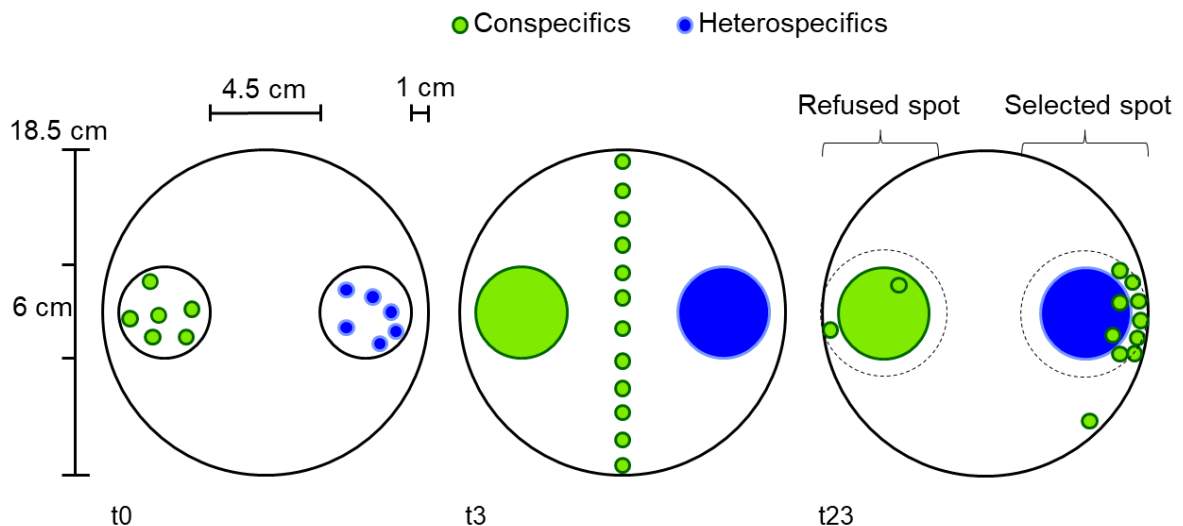 Conspecifics Heterospecifics
4.5 cm 1 cm
Refused spot Selected spot
18.5 cm
6 cm
t0 t3 t23